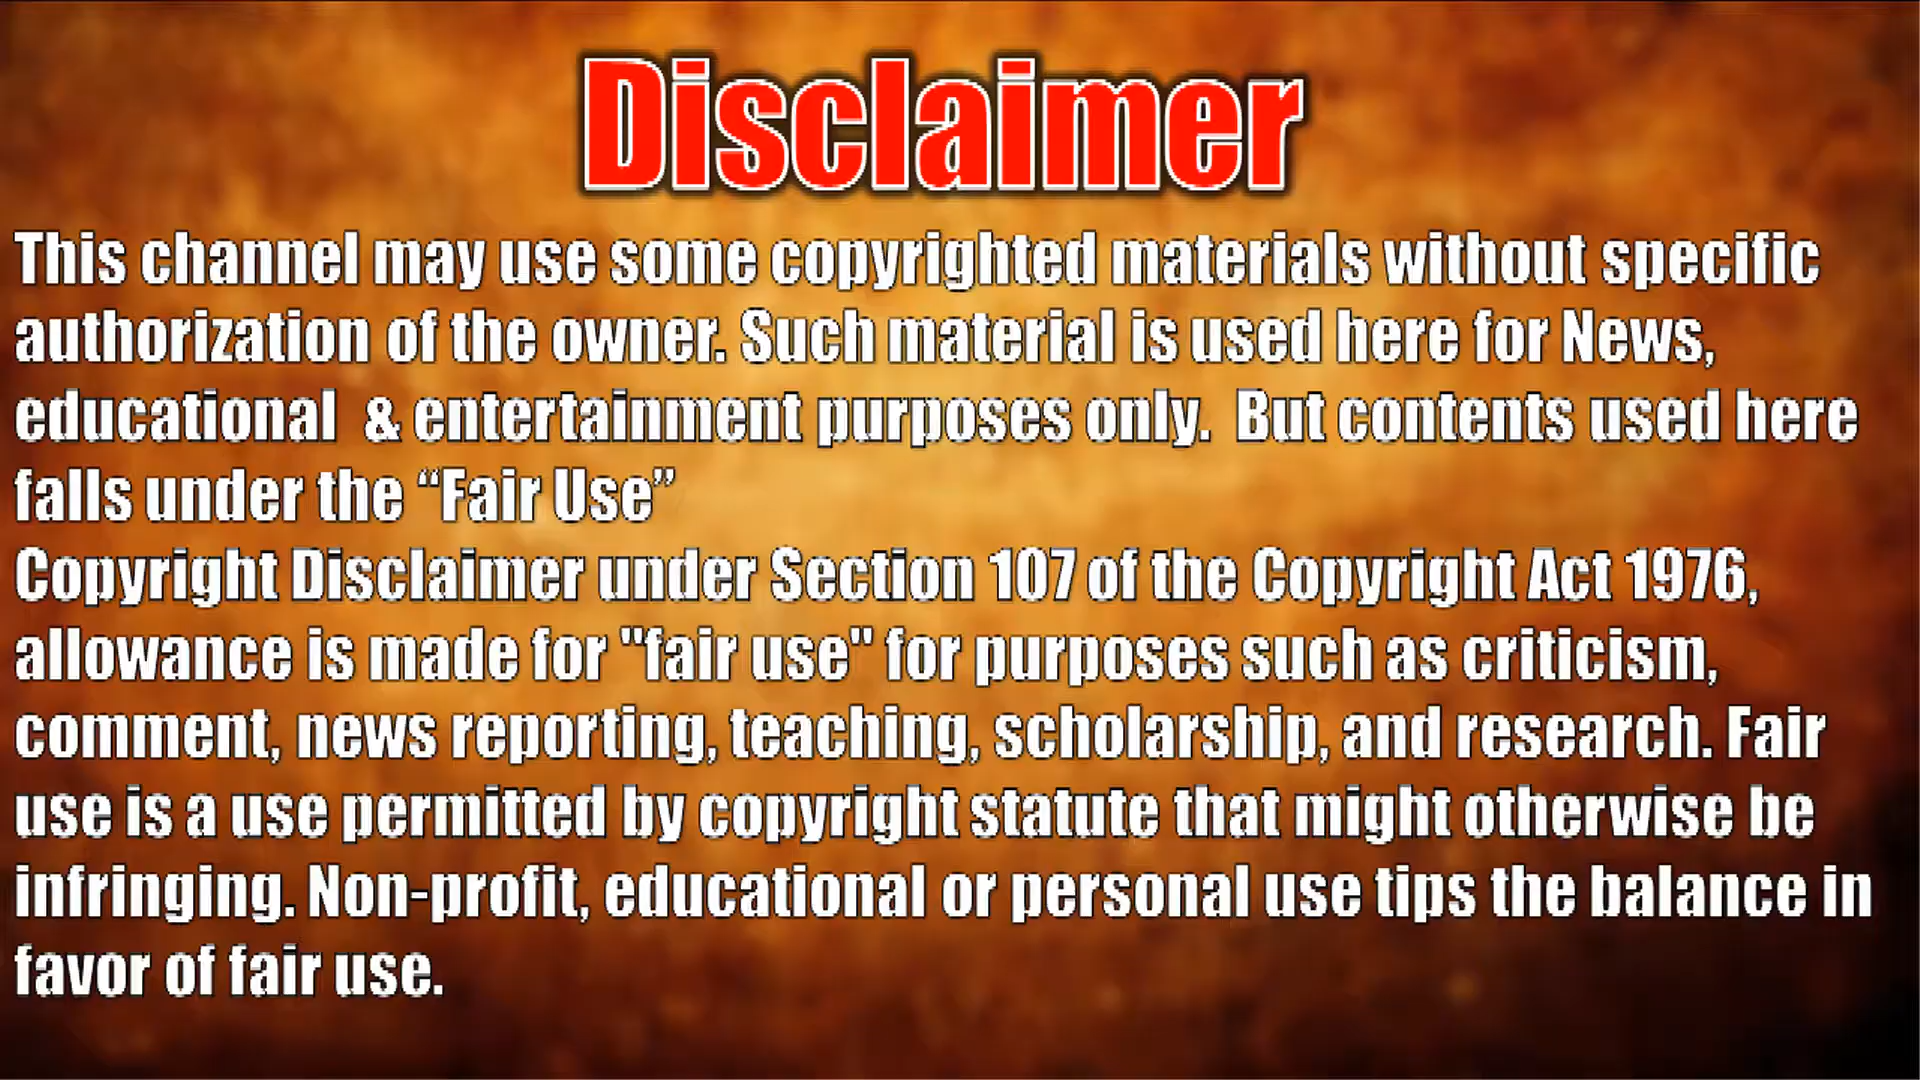 Disclaimer
This channel may use some copyrighted materials without specific
authorization of the owner. Such material is used here for News,
educational  & entertainment purposes only.  But contents used here
falls under the “Fair Use”
Copyright Disclaimer under Section 107 of the Copyright Act 1976,
allowance is made for "fair use" for purposes such as criticism,
comment, news reporting, teaching, scholarship, and research. Fair
use is a use permitted by copyright statute that might otherwise be
infringing. Non-profit, educational or personal use tips the balance in
favor of fair use.